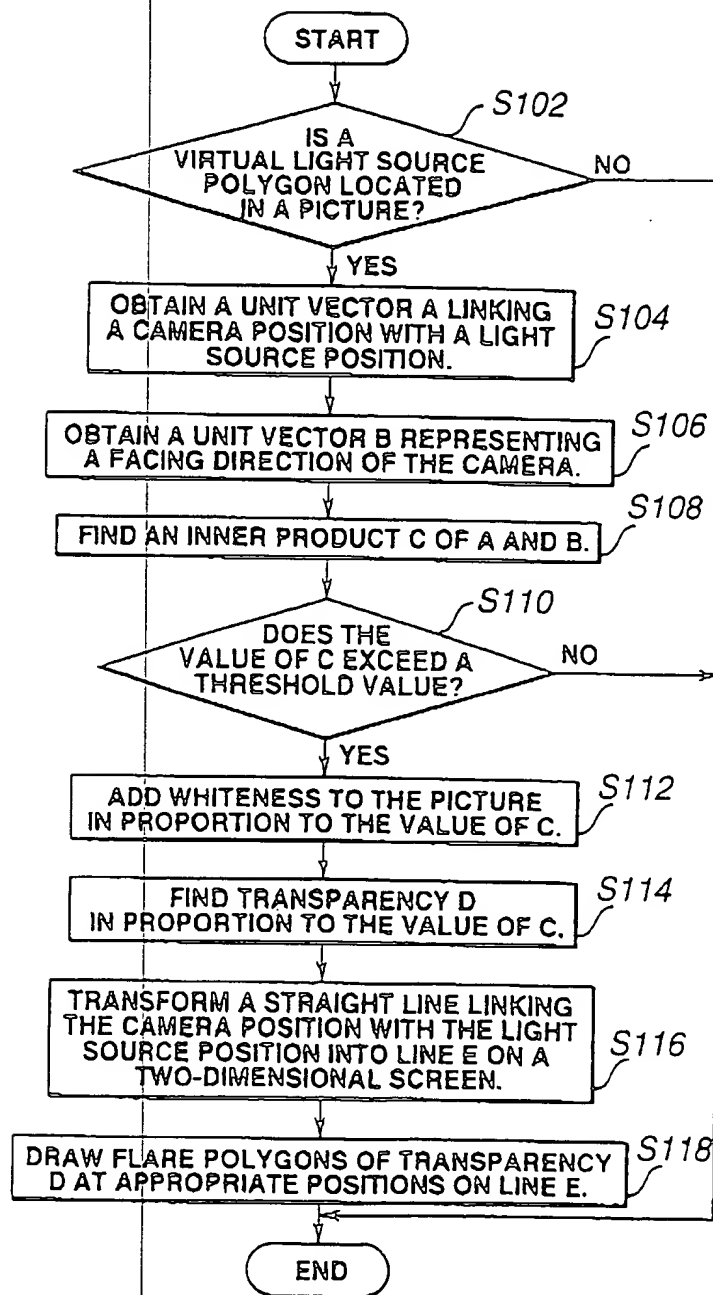 START
S102
IS A
VIRTUAL LIGHT SOURCE
POLYGON LOCATED
IN A PICTURE?
NO
YES
OBTAIN A UNIT VECTOR A LINKING
A CAMERA POSITION WITH A LIGHT
SOURCE POSITION.
S104
OBTAIN A UNIT VECTOR B REPRESENTING
A FACING DIRECTION OF THE CAMERA.
S106
FIND AN INNER PRODUCT C OF A AND B.
S108
S110
DOES THE
VALUE OF C EXCEED A
THRESHOLD VALUE?
NO
YES
ADD WHITENESS TO THE PICTURE
IN PROPORTION TO THE VALUE OF C.
S112
FIND TRANSPARENCY D
IN PROPORTION TO THE VALUE OF C.
S114
TRANSFORM A STRAIGHT LINE LINKING
THE CAMERA POSITION WITH THE LIGHT
SOURCE POSITION INTO LINE E ON A
TWO-DIMENSIONAL SCREEN.
S116
DRAW FLARE POLYGONS OF TRANSPARENCY
D AT APPROPRIATE POSITIONS ON LINE E.
S118
END